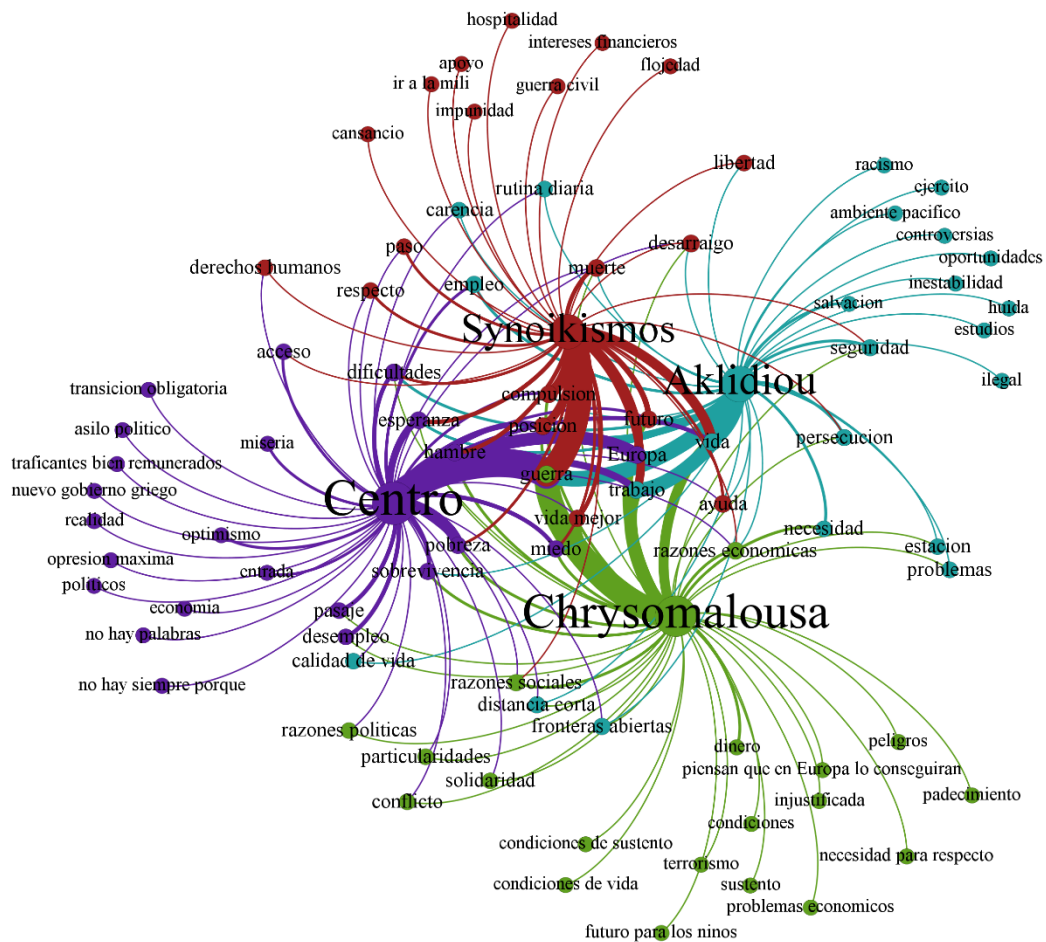 hospitalidad
intereses financieros
apoyo
flojedad
ir a la mili
guerra civil
impunidad
cansancio
libertad
racismo
rutina diaria
ejercito
carencia
ambiente pacifico
controversias
paso
desarraigo
oportunidades
derechos humanos
muerte
respecto
empleo
inestabilidad
salvacion
huida
Synoikismos
estudios
acceso
seguridad
dificultades
Aklidiou
ilegal
transicion obligatoria
compulsion
esperanza
posicion
futuro
asilo politico
miseria
vida
persecucion
hambre
Europa
traficantes bien remunerados
guerra
nuevo gobierno griego
Centro
trabajo
ayuda
realidad
vida mejor
necesidad
optimismo
pobreza
miedo
razones economicas
estacion
opresion maxima
entrada
sobrevivencia
problemas
politicos
economia
pasaje
Chrysomalousa
no hay palabras
desempleo
calidad de vida
no hay siempre porque
razones sociales
distancia corta
razones politicas
fronteras abiertas
particularidades
dinero
peligros
solidaridad
piensan que en Europa lo conseguiran
conflicto
injustificada
padecimiento
condiciones
condiciones de sustento
terrorismo
necesidad para respecto
condiciones de vida
sustento
problemas economicos
futuro para los ninos